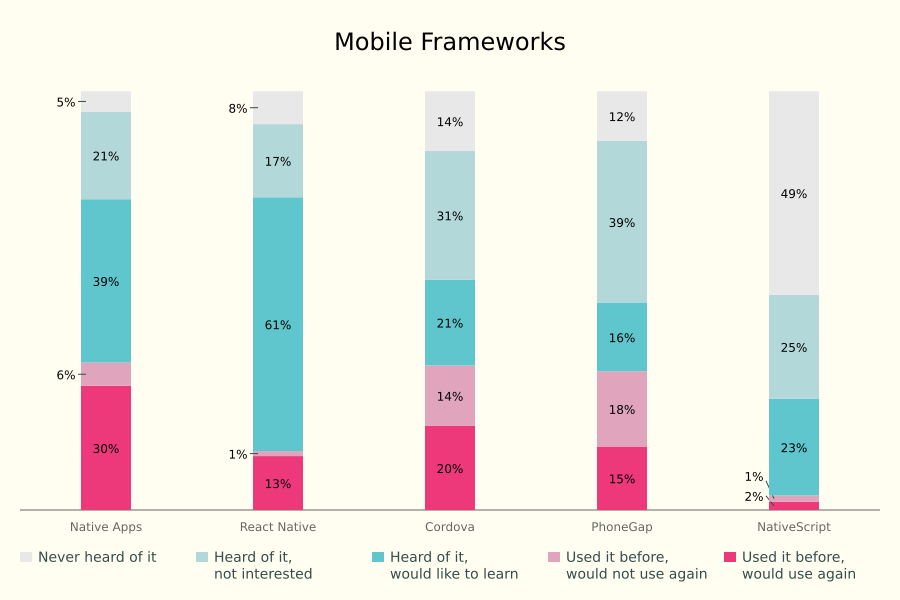 Mobile Frameworks
5%
21%
39%
6%
30%
8%
17%
61%
1%
13%
14%
31%
21%
14%
20%
12%
39%
16%
18%
15%
49%
25%
23%
1%
2%
Native Apps
React Native
Cordova
PhoneGap
NativeScript
Never heard of it
Heard of it,
not interested
Heard of it,
would like to learn
Used it before,
would not use again
Used it before,
would use again